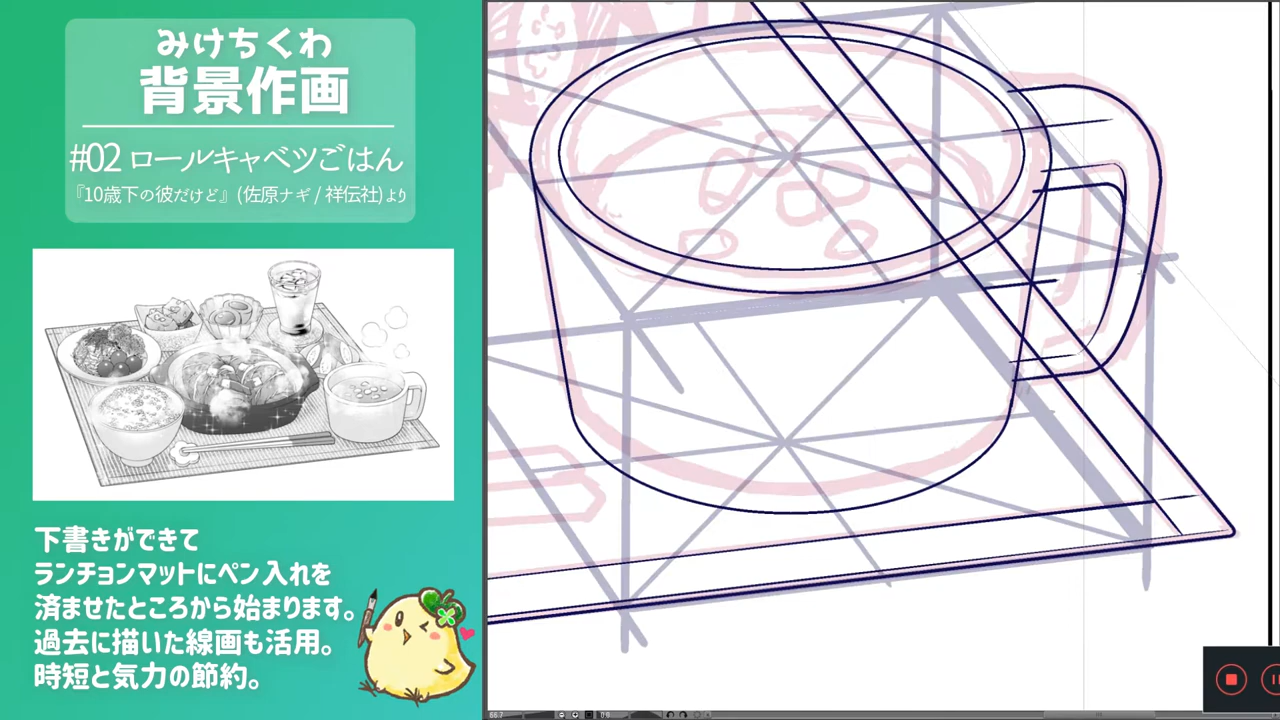 みけちくわ
背景作画
#02 ロールキャベツごはん
『10歳下の彼だけど』(佐原ナギ / 祥伝社)より
下書きができて
ランチョンマットにペン入れを
済ませたところから始まります。
過去に描いた線画も活用。
時短と気力の節約。